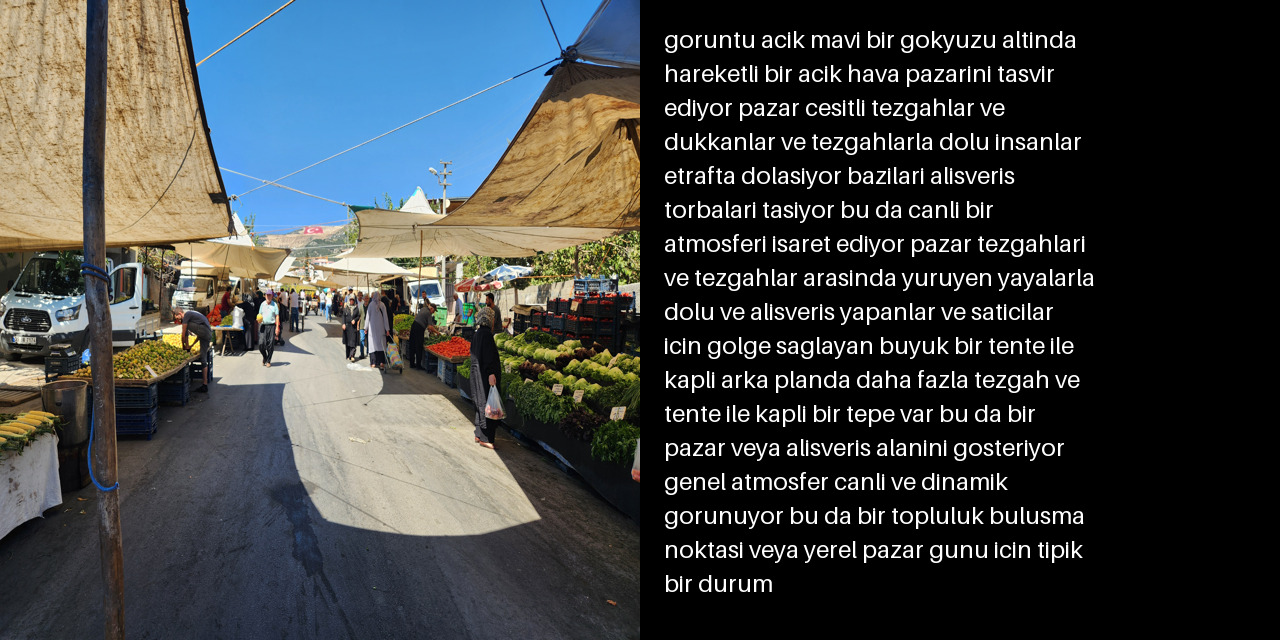 goruntu acik mavi bir gokyuzu altinda
hareketli bir acik hava pazarini tasvir
ediyor pazar cesitli tezgahlar ve
dukkanlar ve tezgahlarla dolu insanlar
etrafta dolasiyor bazilari alisveris
torbalari tasiyor bu da canli bir
atmosferi isaret ediyor pazar tezgahlari
ve tezgahlar arasinda yuruyen yayalarla
dolu ve alisveris yapanlar ve saticilar
icin golge saglayan buyuk bir tente ile
kapli arka planda daha fazla tezgah ve
tente ile kapli bir tepe var bu da bir
pazar veya alisveris alanini gosteriyor
genel atmosfer canli ve dinamik
gorunuyor bu da bir topluluk bulusma
noktasi veya yerel pazar gunu icin tipik
bir durum